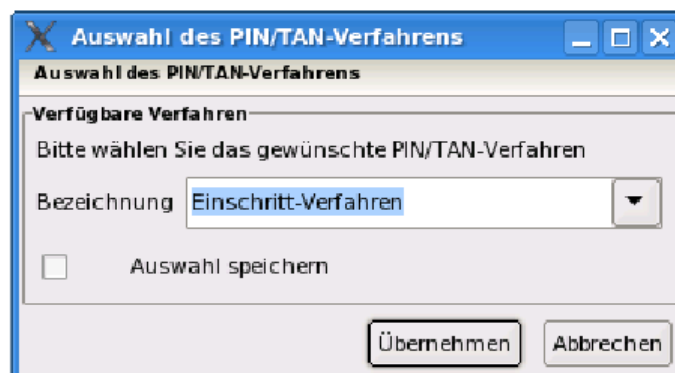 Auswahl des PIN/TAN-Verfahrens
Auswahl des PIN/TAN-Verfahrens
Verfügbare Verfahren
Bitte wählen Sie das gewünschte PIN/TAN-Verfahren
Bezeichnung Einschritt-Verfahren
Auswahl speichern
Übernehmen Abbrechen